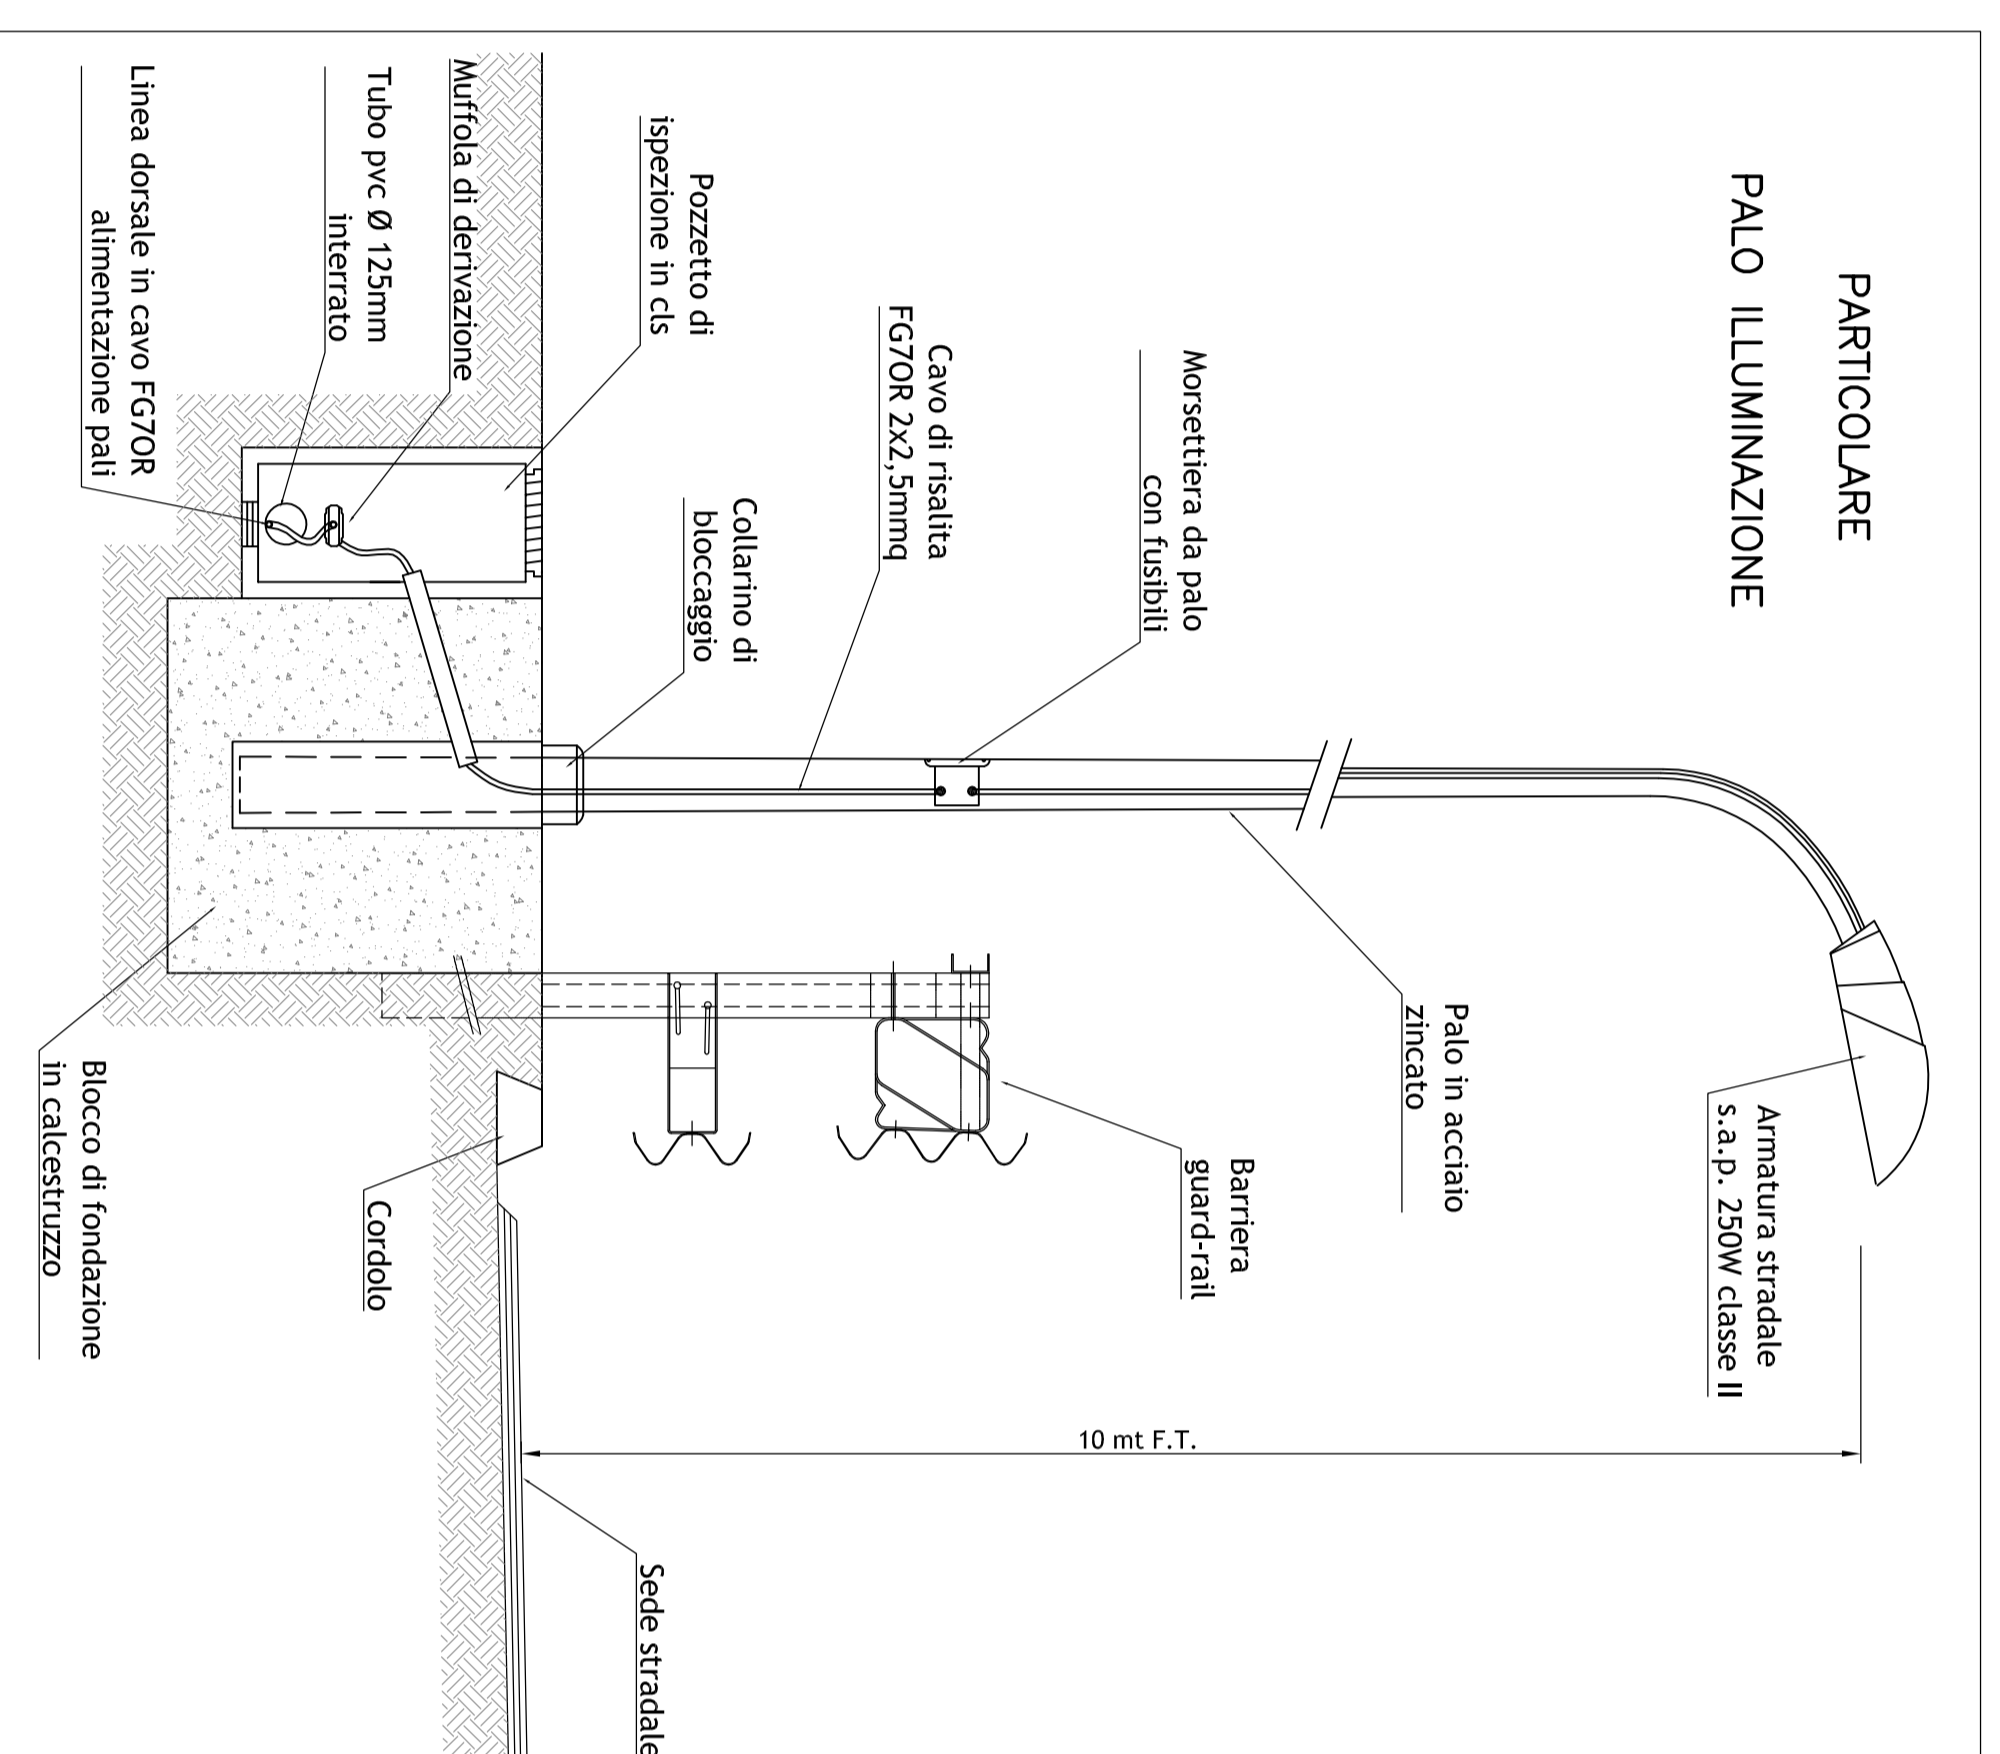 PARTICOLARE
PALO ILLUMINAZIONE
Armatura stradale
s.a.p. 250W classe II
Palo in acciaio
zincato
Morsettiera da palo
con fusibili
Barriera
guard-rail
Cavo di risalita
FG7OR 2x2,5mmq
10 mt F.T.
Collarino di
bloccaggio
Pozzetto di
ispezione in cls
Sede stradale
Muffola di derivazione
Tubo pvc Ø 125mm
interrato
Cordolo
Linea dorsale in cavo FG7OR
alimentazione pali
Blocco di fondazione
in calcestruzzo